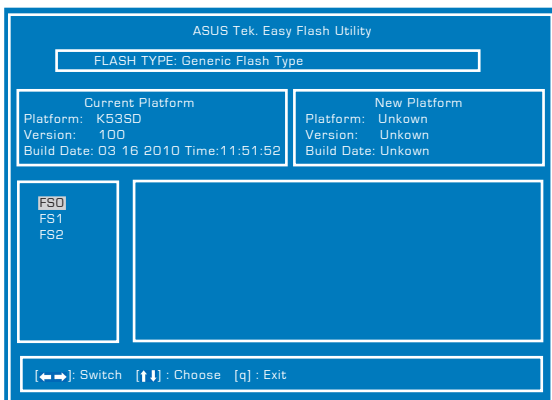 ASUS Tek. Easy Flash Utility
FLASH TYPE: Generic Flash Type
Current Platform
Platform: K53SD
Version: 100
Build Date: 03 16 2010 Time:11:51:52
New Platform
Platform: Unkown
Version: Unkown
Build Date: Unkown
FS0
FS1
FS2
[←→]: Switch [↑↓] : Choose [q] : Exit